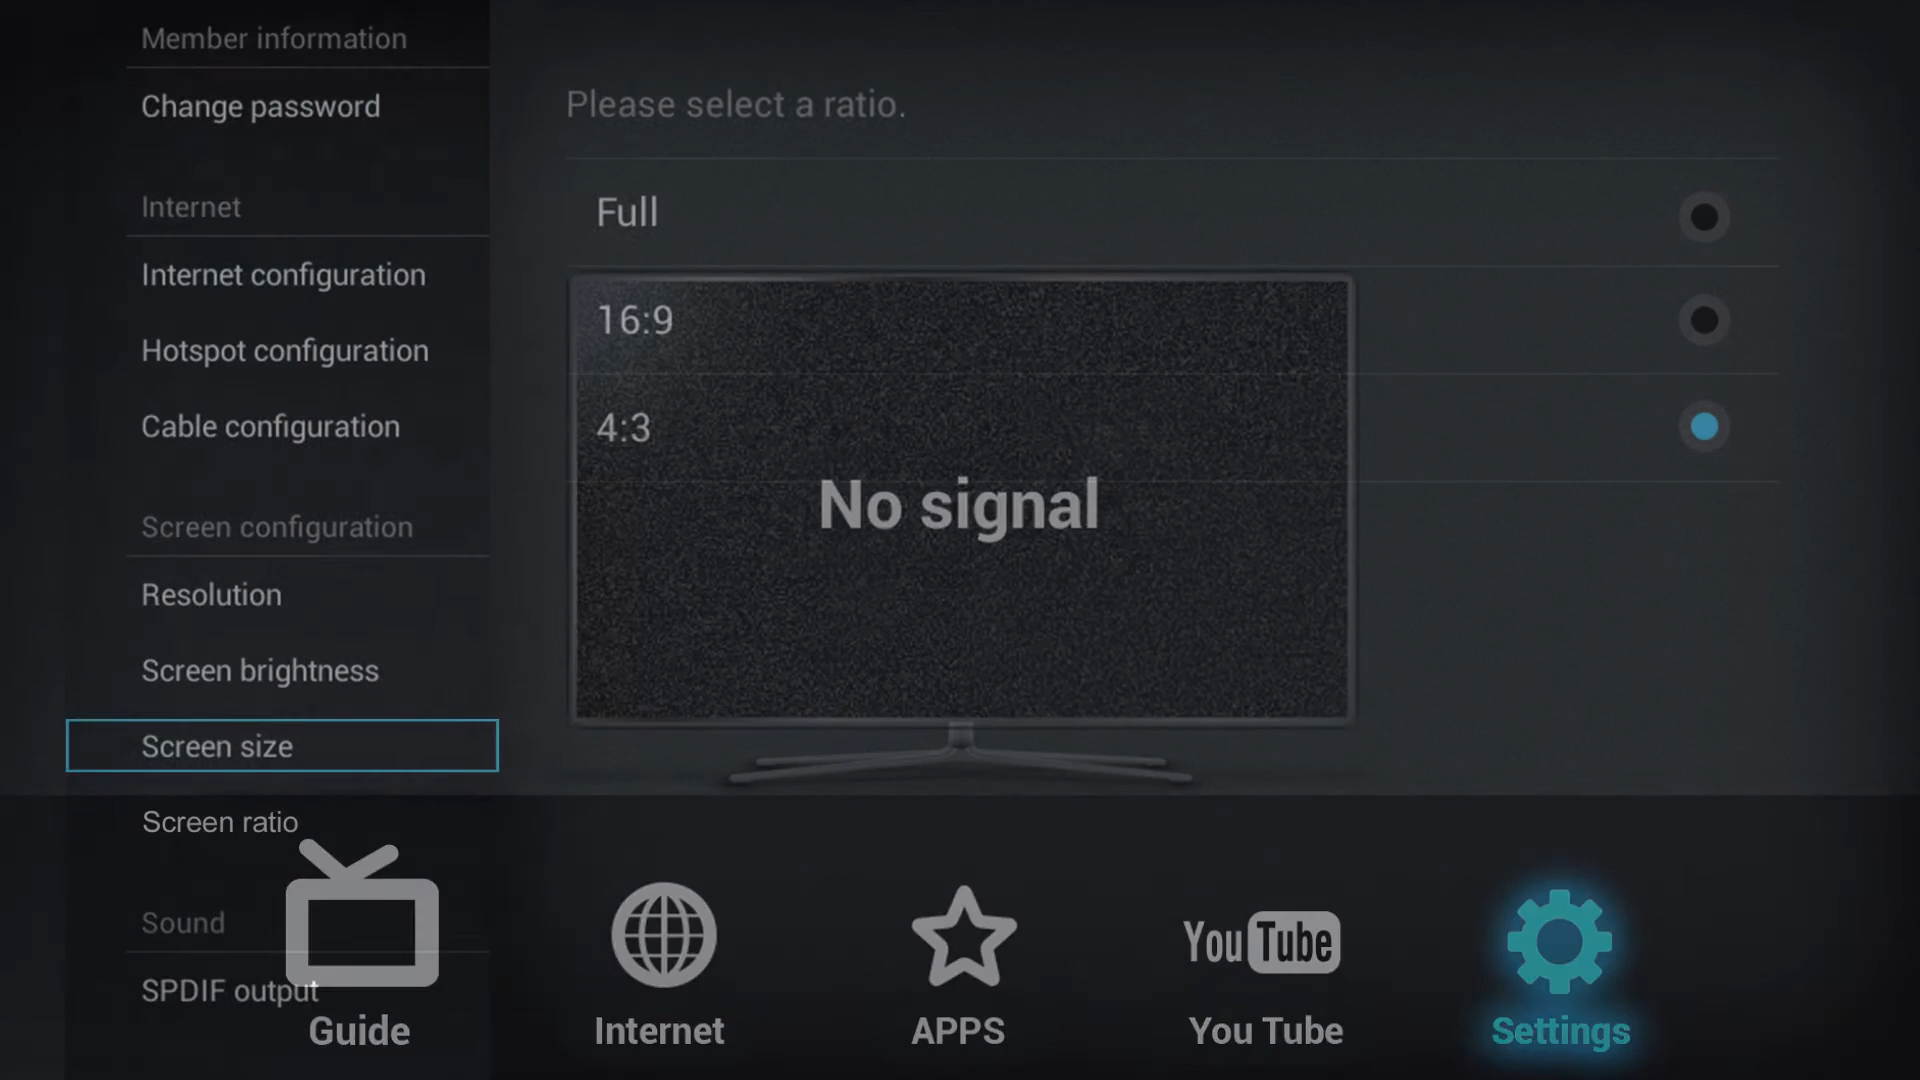 Member information
Change password
Internet
Internet configuration
Hotspot configuration
Cable configuration
Screen configuration
Resolution
Screen brightness
Screen size
Screen ratio
Sound
SPDIF output
Please select a ratio.
Full
16:9
4:3
No signal
Guide
Internet
APPS
YouTube
You Tube
Settings